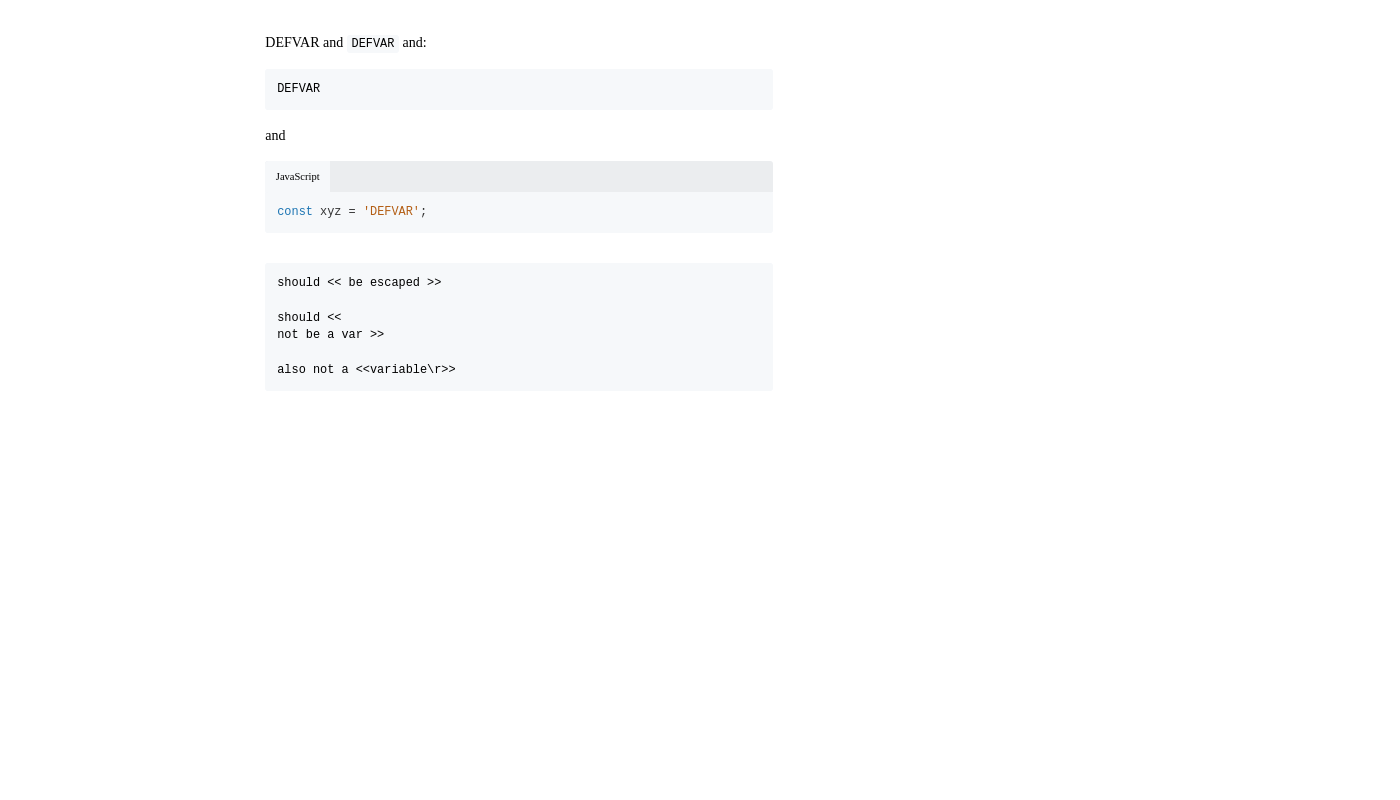 DEFVAR and DEFVAR and:
DEFVAR
and
JavaScript
const xyz = 'DEFVAR';
should << be escaped >>
should <<
not be a var >>
also not a <<variable\r>>